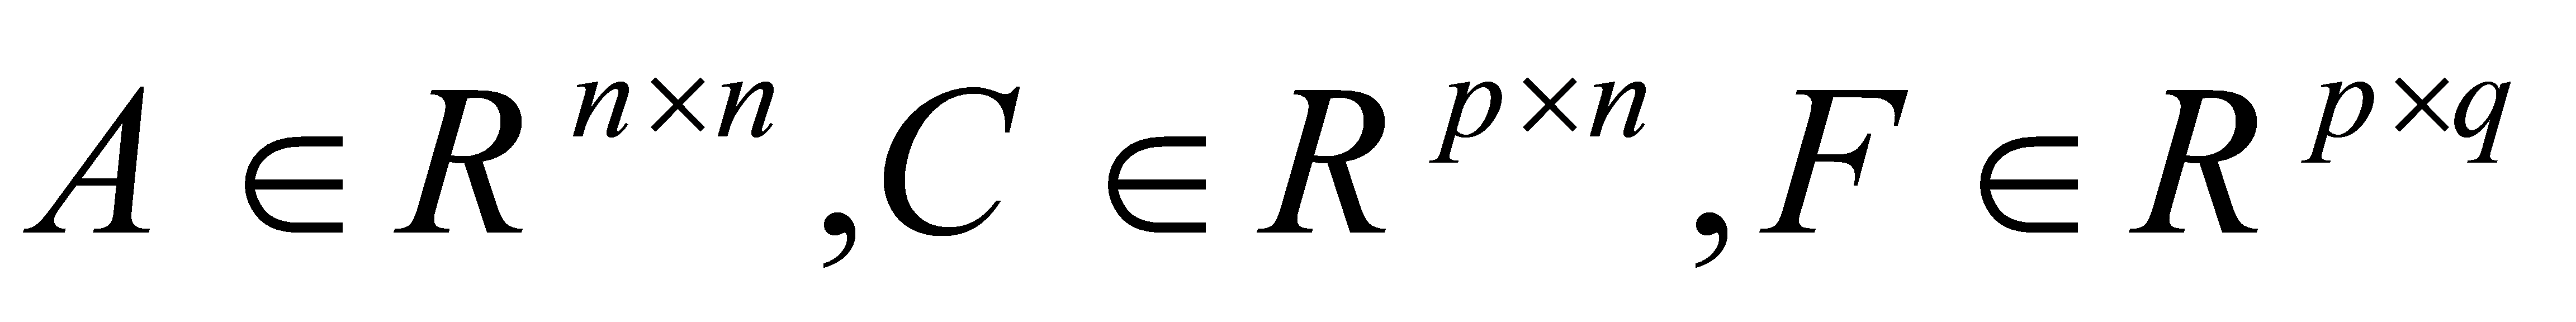 A ∈ R^{n×n}, C ∈ R^{p×n}, F ∈ R^{p×q}